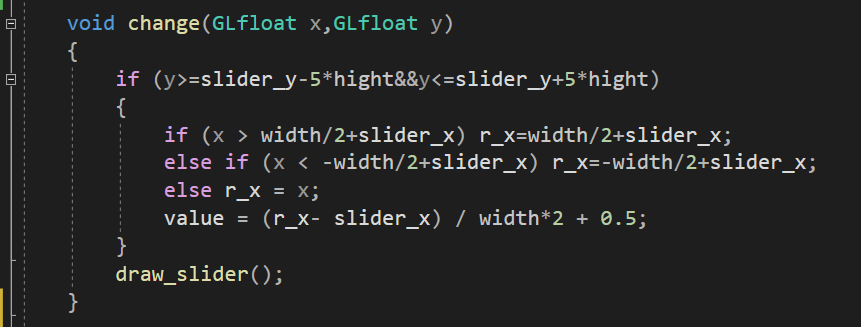 void change(GLfloat x,GLfloat y)
{
if (y>=slider_y-5*hight&&y<=slider_y+5*hight)
{
if (x > width/2+slider_x) r_x=width/2+slider_x;
else if (x < -width/2+slider_x) r_x=-width/2+slider_x;
else r_x = x;
value = (r_x- slider_x) / width*2 + 0.5;
}
draw_slider();
}